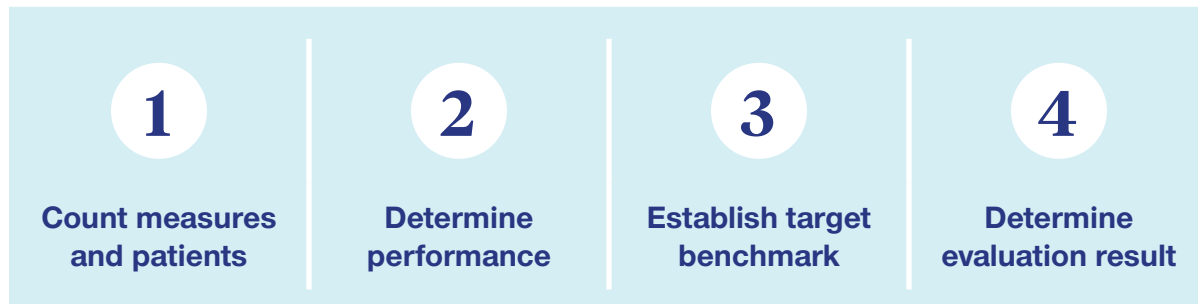 1
Count measures
and patients
2
Determine
performance
3
Establish target
benchmark
4
Determine
evaluation result